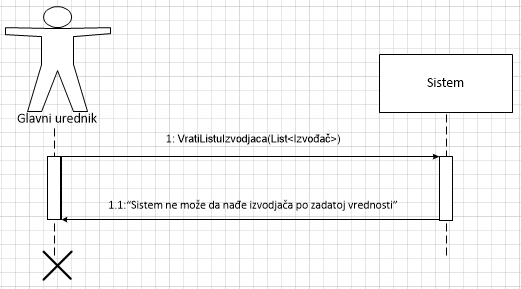 Glavni urednik
Sistem
1: VratiListuIzvodjaca(List<Izvođač>)
1.1:“Sistem ne može da nađe izvodjača po zadatoj vrednosti”